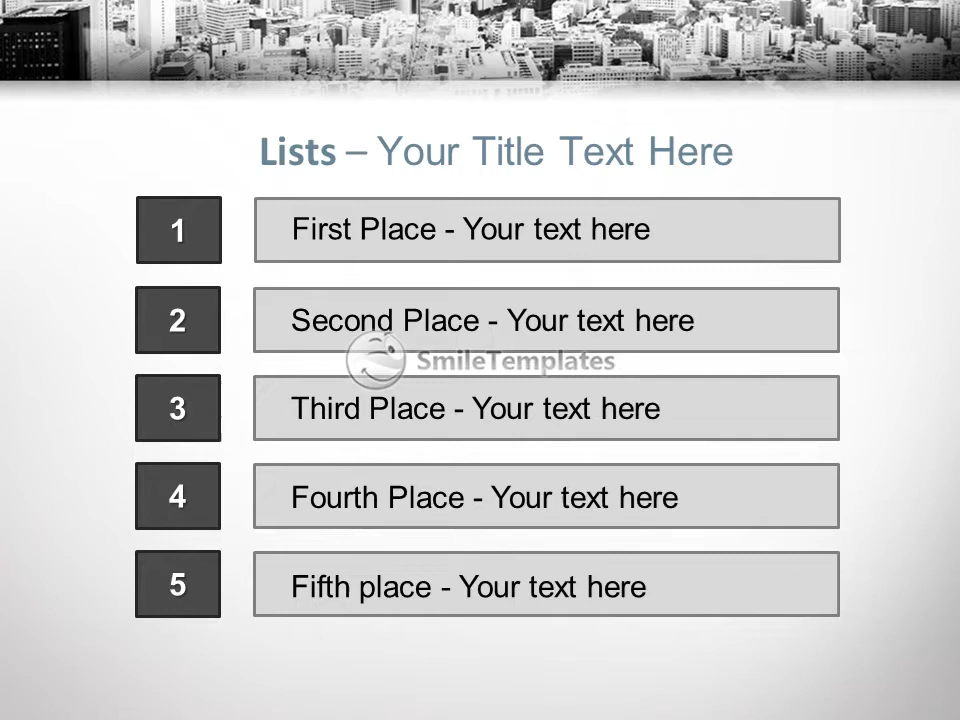 Lists – Your Title Text Here
1
First Place - Your text here
2
Second Place - Your text here
SmileTemplates
3
Third Place - Your text here
4
Fourth Place - Your text here
5
Fifth place - Your text here